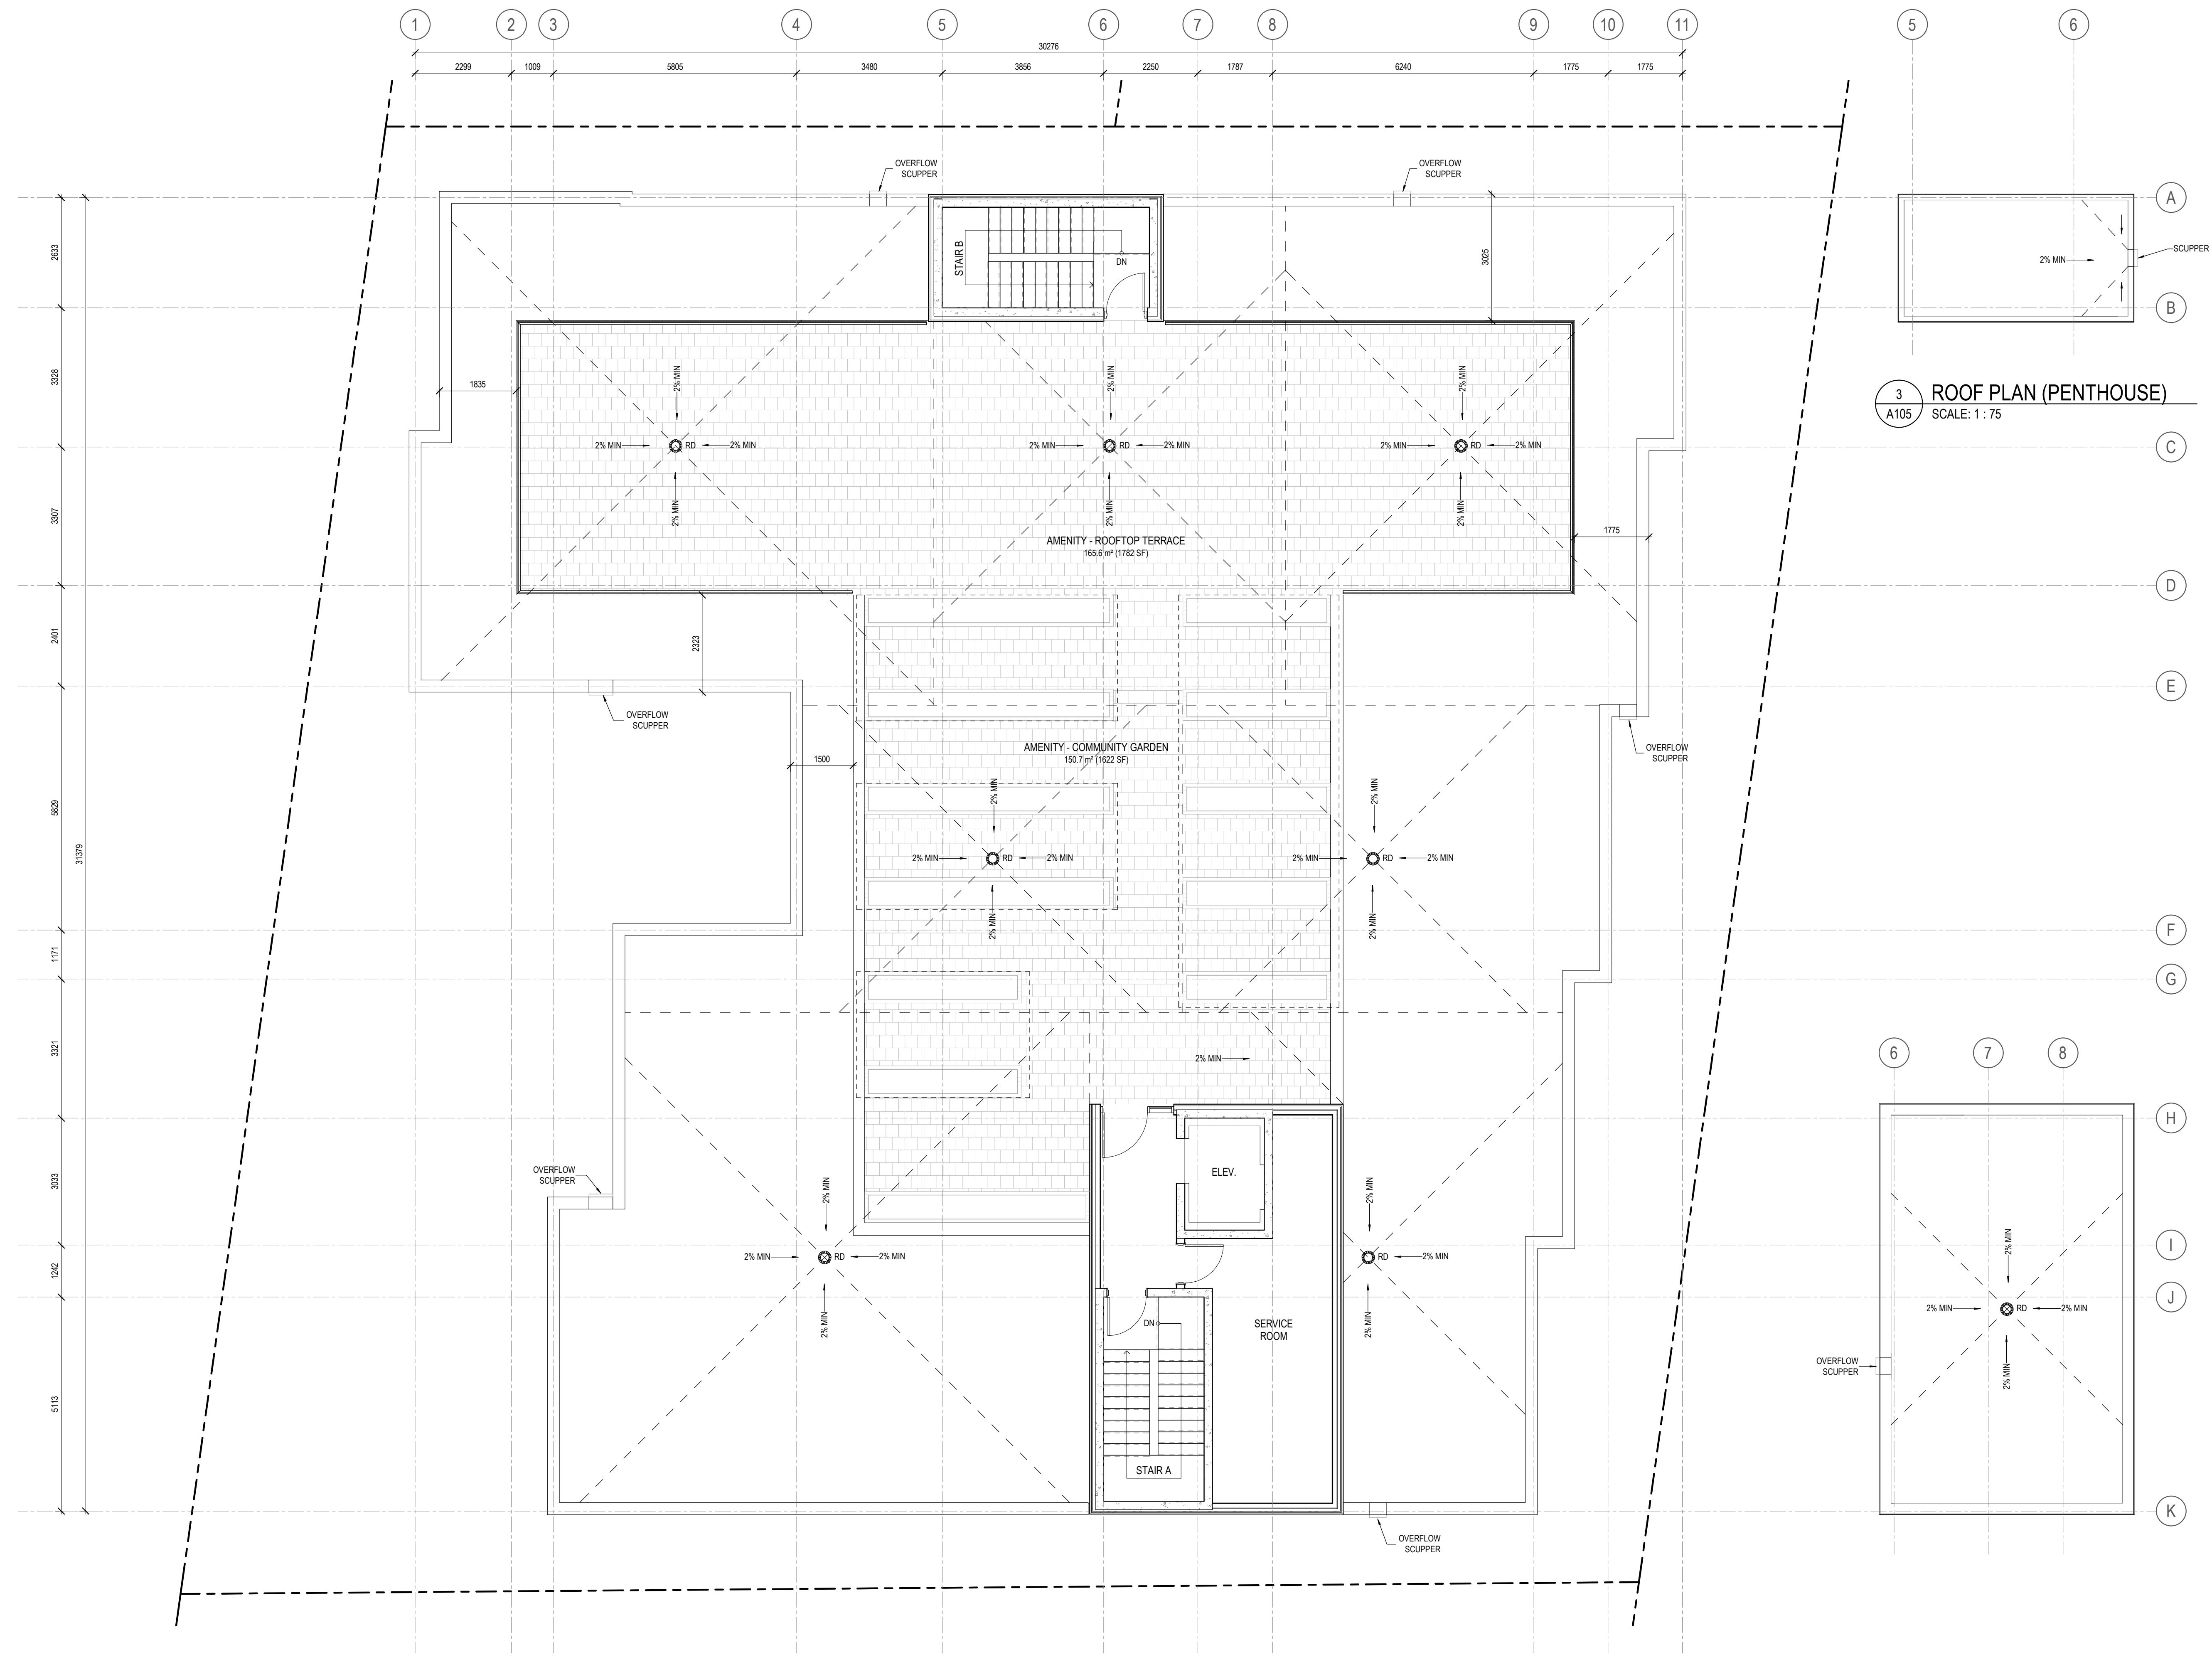 1 2 3 4 5 6 7 8 9 10 11 5 6
30276
2299 1009 5805 3480 3856 2250 1787 6240 1775 1775
OVERFLOW
SCUPPER
OVERFLOW
SCUPPER
A
2633
STAIR B
DN
3025
2% MIN
SCUPPER
B
3328
1835
2% MIN
2% MIN
2% MIN
3
A105
ROOF PLAN (PENTHOUSE)
SCALE: 1 : 75
2% MIN RD 2% MIN
2% MIN RD 2% MIN
2% MIN RD 2% MIN
C
2% MIN
2% MIN
2% MIN
3307
1775
AMENITY - ROOFTOP TERRACE
165.6 m² (1782 SF)
D
2401
2323
E
OVERFLOW
SCUPPER
AMENITY - COMMUNITY GARDEN
150.7 m² (1622 SF)
OVERFLOW
SCUPPER
1500
5829
31379
2% MIN
2% MIN
2% MIN RD 2% MIN
2% MIN RD 2% MIN
2% MIN
2% MIN
F
1171
G
3321
2% MIN
6 7 8
H
OVERFLOW
SCUPPER
ELEV.
3033
2% MIN
2% MIN
2% MIN RD 2% MIN
2% MIN RD 2% MIN
2% MIN
2% MIN
I
1242
2% MIN
2% MIN RD 2% MIN
2% MIN
J
DN
SERVICE
ROOM
OVERFLOW
SCUPPER
5113
STAIR A
K
OVERFLOW
SCUPPER